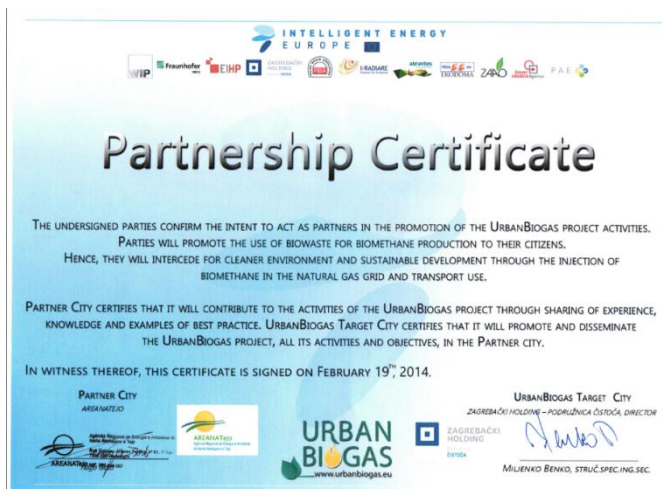 INTELLIGENT ENERGY
EUROPE
WIP Fraunhofer EIHP ZAGREBAČKI HOLDING RADIARE abrantes TRODOMA ZAAO PAE
Partnership Certificate
THE UNDERSIGNED PARTIES CONFIRM THE INTENT TO ACT AS PARTNERS IN THE PROMOTION OF THE URBANBIOGAS PROJECT ACTIVITIES.
PARTIES WILL PROMOTE THE USE OF BIOWASTE FOR BIOMETHANE PRODUCTION TO THEIR CITIZENS.
HENCE, THEY WILL INTERCEDE FOR CLEANER ENVIRONMENT AND SUSTAINABLE DEVELOPMENT THROUGH THE INJECTION OF
BIOMETHANE IN THE NATURAL GAS GRID AND TRANSPORT USE.
PARTNER CITY CERTIFIES THAT IT WILL CONTRIBUTE TO THE ACTIVITIES OF THE URBANBIOGAS PROJECT THROUGH SHARING OF EXPERIENCE,
KNOWLEDGE AND EXAMPLES OF BEST PRACTICE. URBANBIOGAS TARGET CITY CERTIFIES THAT IT WILL PROMOTE AND DISSEMINATE
THE URBANBIOGAS PROJECT, ALL ITS ACTIVITIES AND OBJECTIVES, IN THE PARTNER CITY.
IN WITNESS THEREOF, THIS CERTIFICATE IS SIGNED ON FEBRUARY 19TH, 2014.
PARTNER CITY
AREANATEJO
AREANATejo
AREANATejo
URBAN
BIOGAS
www.urbanbiogas.eu
ZAGREBAČKI
HOLDING
ČISTOĆA
URBANBIOGAS TARGET CITY
ZAGREBAČKI HOLDING – PODRUŽNICA ČISTOĆA, DIRECTOR
MILJENKO BENKO, STRUČ.SPEC.ING.SEC.